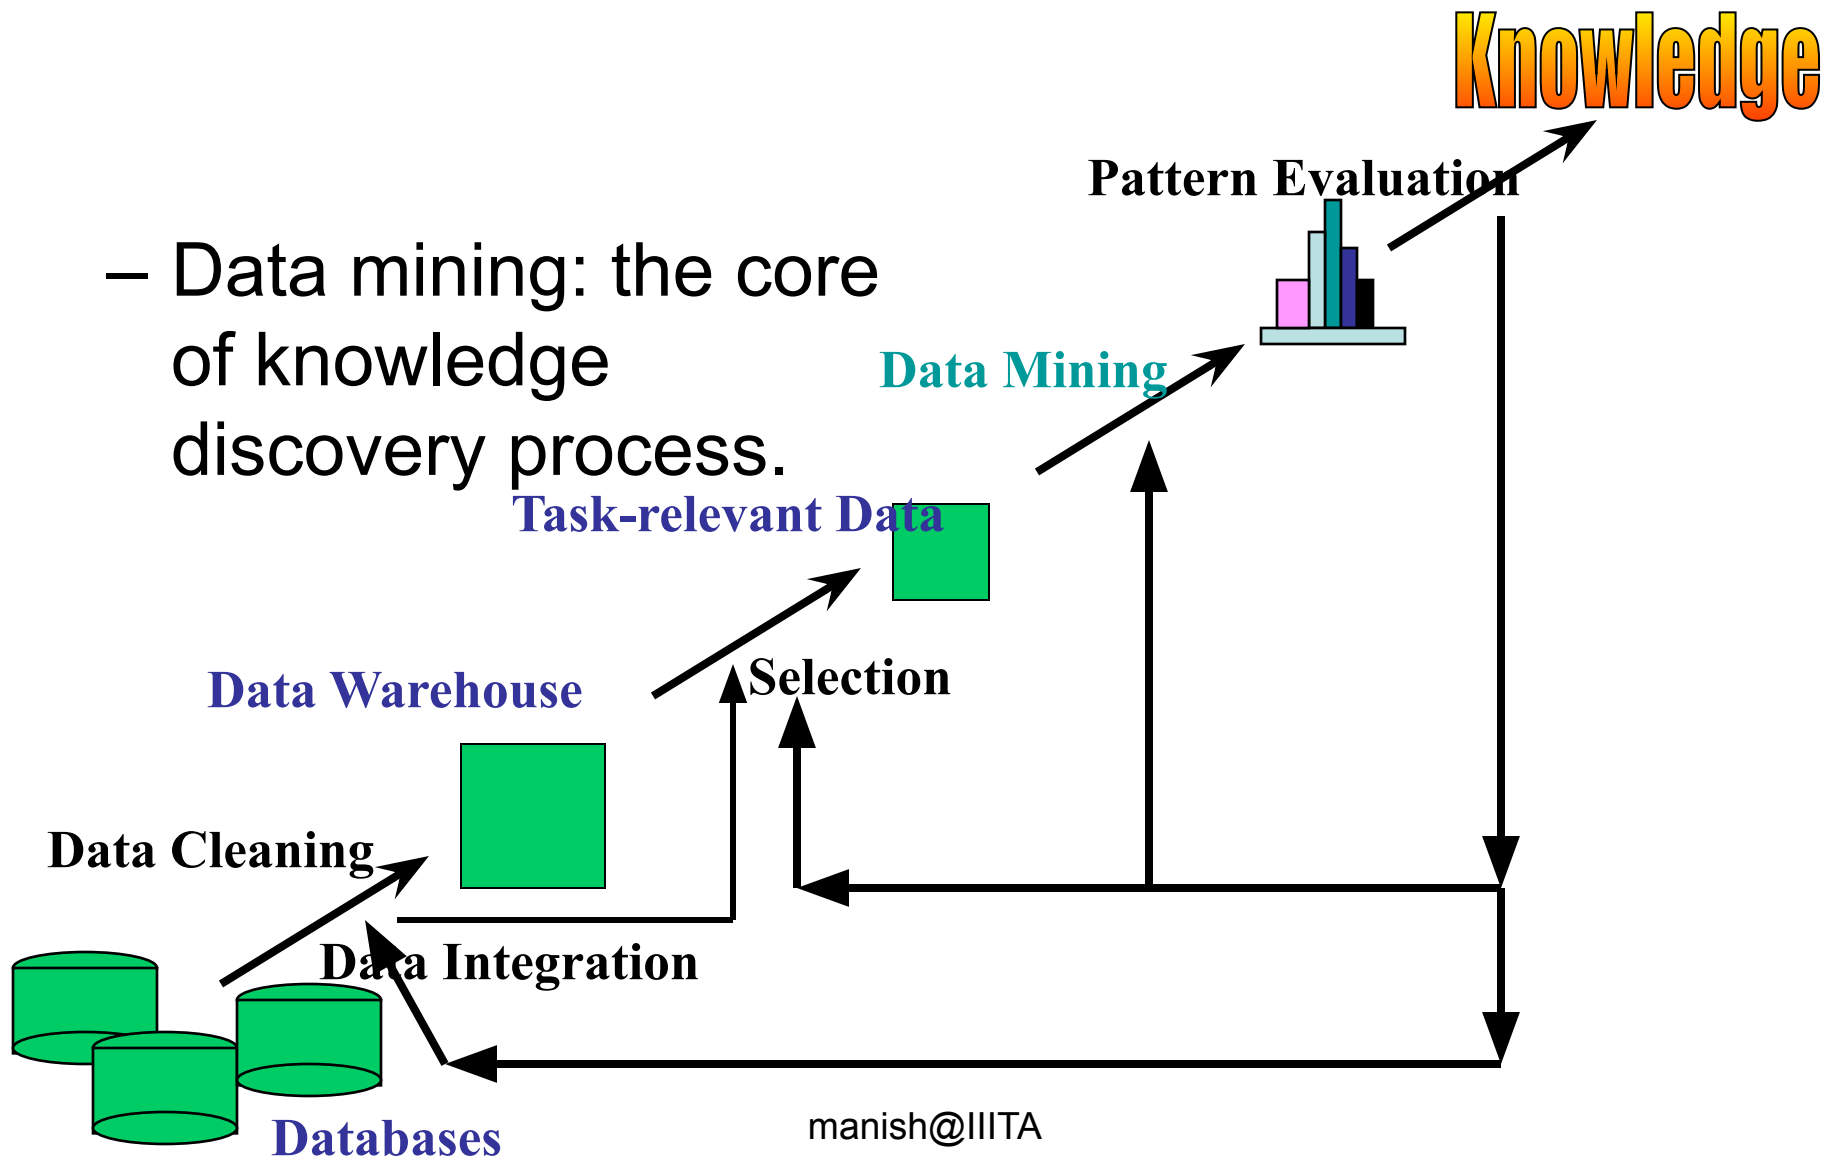 Knowledge
Pattern Evaluation
– Data mining: the core
of knowledge
discovery process.
Data Mining
Task-relevant Data
Selection
Data Warehouse
Data Cleaning
Data Integration
Databases
manish@IIITA